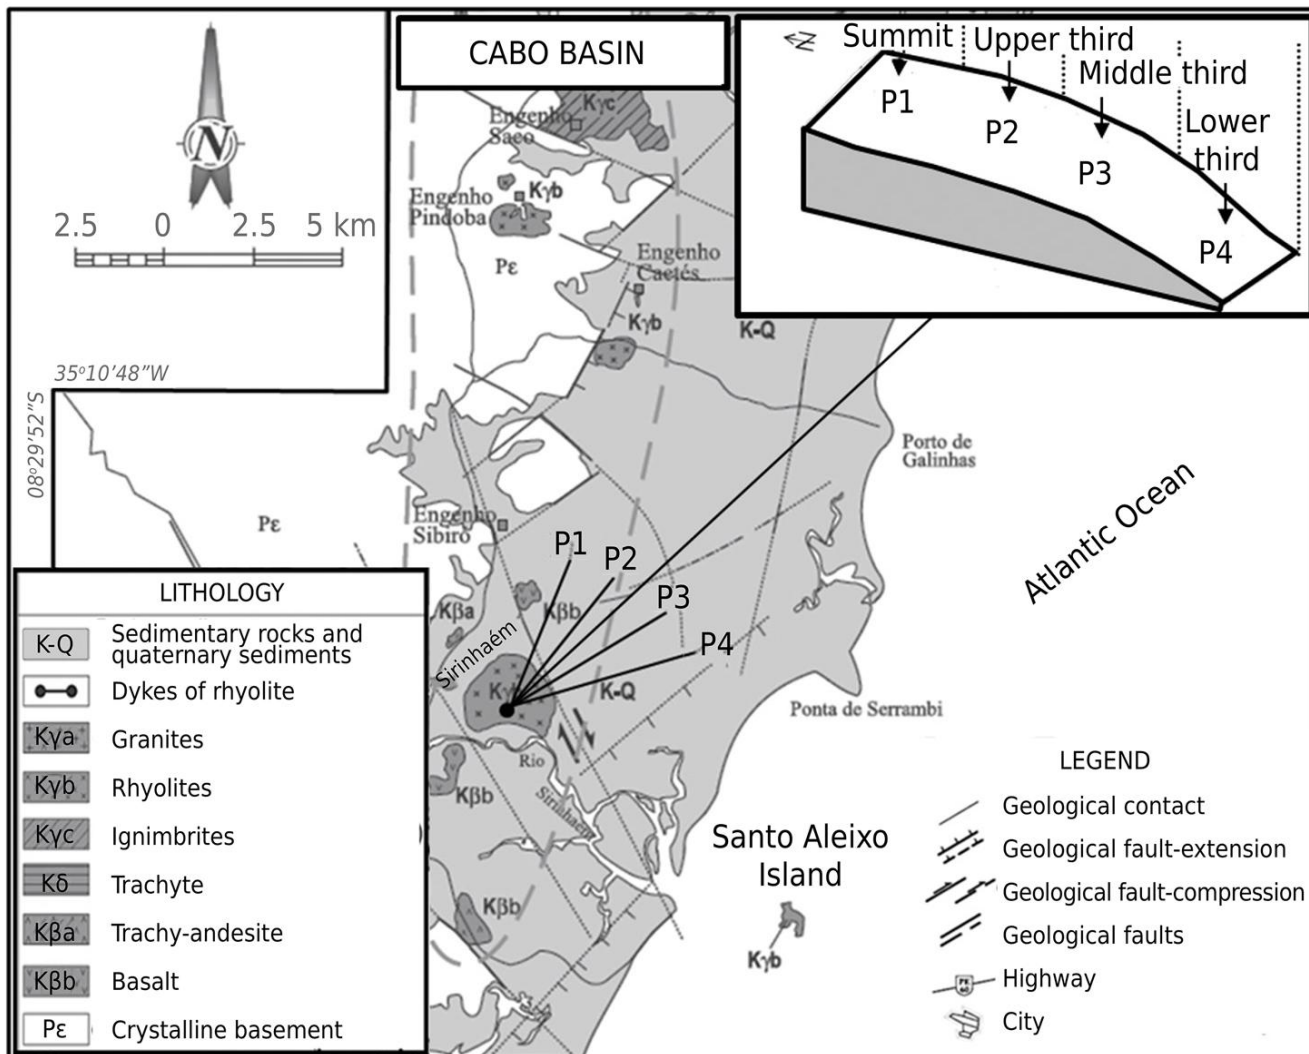 CABO BASIN
N
2.5 0 2.5 5 km
35º10'48"W
08º29'52"S
Summit
Upper third
Middle third
Lower
third
P1
P2
P3
P4
Kγc
Engenho
Saco
Kγb
Engenho
Pindoba
Pε
Engenho
Caetés
Kγb
K-Q
Porto de
Galinhas
Atlantic Ocean
Pε
Engenho
Sibiró
P1
P2
P3
P4
Kβa
Kβb
Sirinhaém
K-Q
Ponta de Serrambi
Rio
Sirinhaém
Kβb
Kβb
Santo Aleixo
Island
Kγb
LITHOLOGY
K-Q Sedimentary rocks and
quaternary sediments
Dykes of rhyolite
Kγa Granites
Kγb Rhyolites
Kγc Ignimbrites
Kδ Trachyte
Kβa Trachy-andesite
Kβb Basalt
Pε Crystalline basement
LEGEND
Geological contact
Geological fault-extension
Geological fault-compression
Geological faults
Highway
City